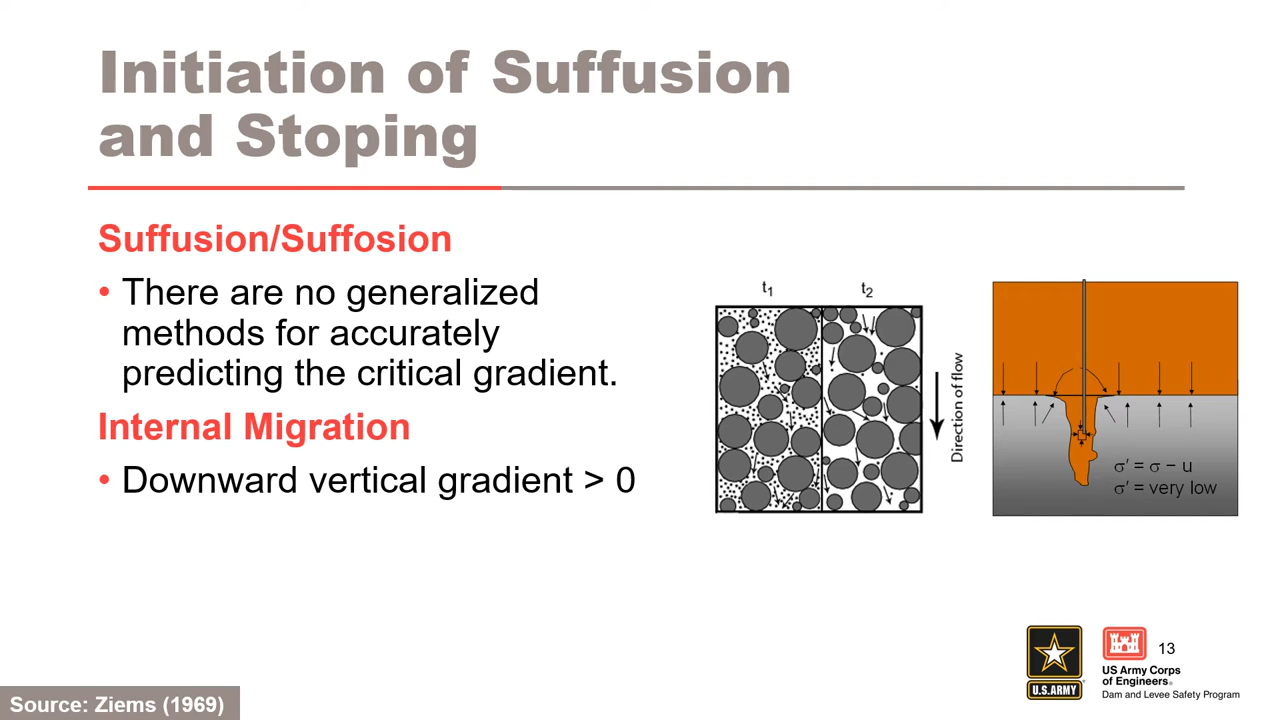 Initiation of Suffusion
and Stoping
Suffusion/Suffosion
• There are no generalized
methods for accurately
predicting the critical gradient.
Internal Migration
• Downward vertical gradient > 0
t₁ t₂
Direction of flow
σ′ = σ − u
σ′ = very low
U.S.ARMY
US Army Corps
of Engineers®
Dam and Levee Safety Program
13
Source: Ziems (1969)